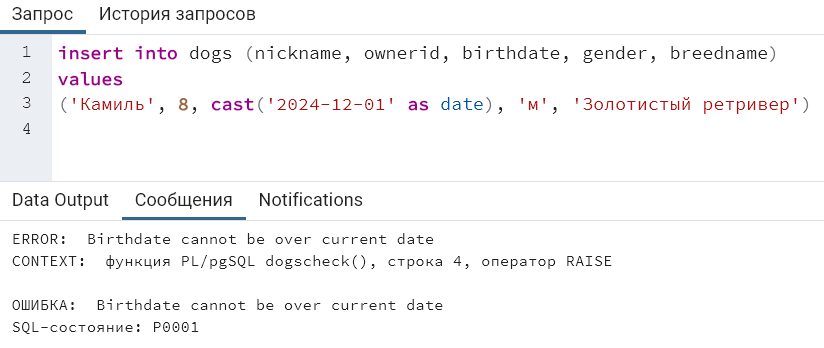 Запрос История запросов
1 insert into dogs (nickname, ownerid, birthdate, gender, breedname)
2 values
3 ('Камиль', 8, cast('2024-12-01' as date), 'м', 'Золотистый ретривер')
4
Data Output Сообщения Notifications
ERROR:  Birthdate cannot be over current date
CONTEXT:  функция PL/pgSQL dogscheck(), строка 4, оператор RAISE
ОШИБКА:  Birthdate cannot be over current date
SQL-состояние: P0001